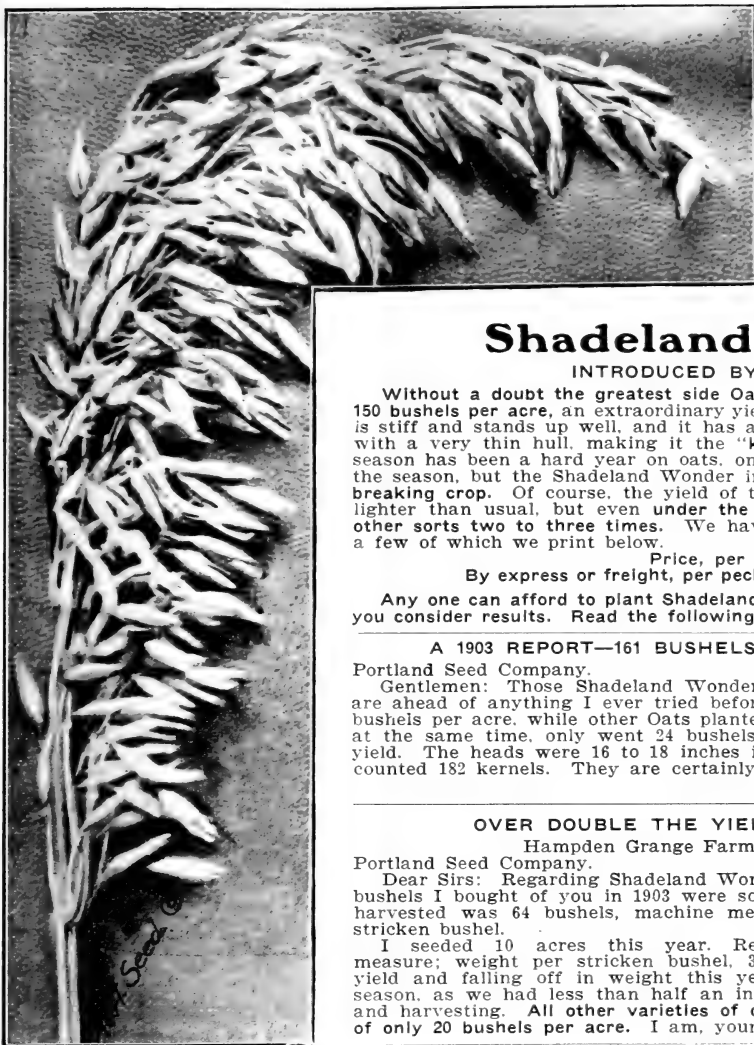 Shadeland
INTRODUCED BY
Without a doubt the greatest side Oa
150 bushels per acre, an extraordinary yie
is stiff and stands up well, and it has a
with a very thin hull, making it the "k
season has been a hard year on oats, on
the season, but the Shadeland Wonder i
breaking crop. Of course, the yield of t
lighter than usual, but even under the
other sorts two to three times. We hav
a few of which we print below.
Price, per
By express or freight, per pec
Any one can afford to plant Shadeland
you consider results. Read the following
A 1903 REPORT—161 BUSHELS
Portland Seed Company.
Gentlemen: Those Shadeland Wonder
are ahead of anything I ever tried befor
bushels per acre, while other Oats plante
at the same time, only went 24 bushels
yield. The heads were 16 to 18 inches i
counted 182 kernels. They are certainly
OVER DOUBLE THE YIEL
Hampden Grange Farm
Portland Seed Company.
Dear Sirs: Regarding Shadeland Won
bushels I bought of you in 1903 were so
harvested was 64 bushels, machine me
stricken bushel.
I seeded 10 acres this year. Re
measure; weight per stricken bushel, 3
yield and falling off in weight this ye
season, as we had less than half an in
and harvesting. All other varieties of o
of only 20 bushels per acre. I am, your
Seed ©